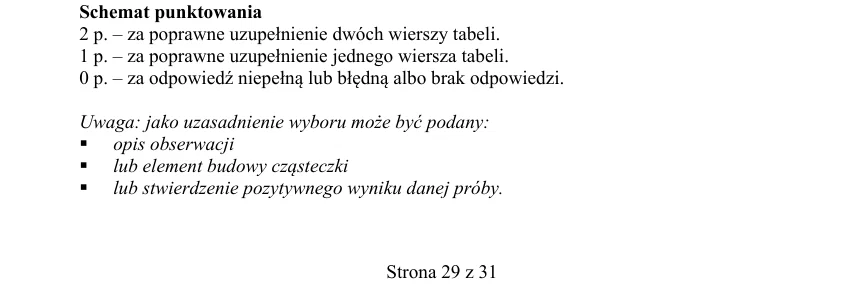 Schemat punktowania
2 p. – za poprawne uzupełnienie dwóch wierszy tabeli.
1 p. – za poprawne uzupełnienie jednego wiersza tabeli.
0 p. – za odpowiedź niepełną lub błędną albo brak odpowiedzi.
Uwaga: jako uzasadnienie wyboru może być podany:
▪ opis obserwacji
▪ lub element budowy cząsteczki
▪ lub stwierdzenie pozytywnego wyniku danej próby.
Strona 29 z 31